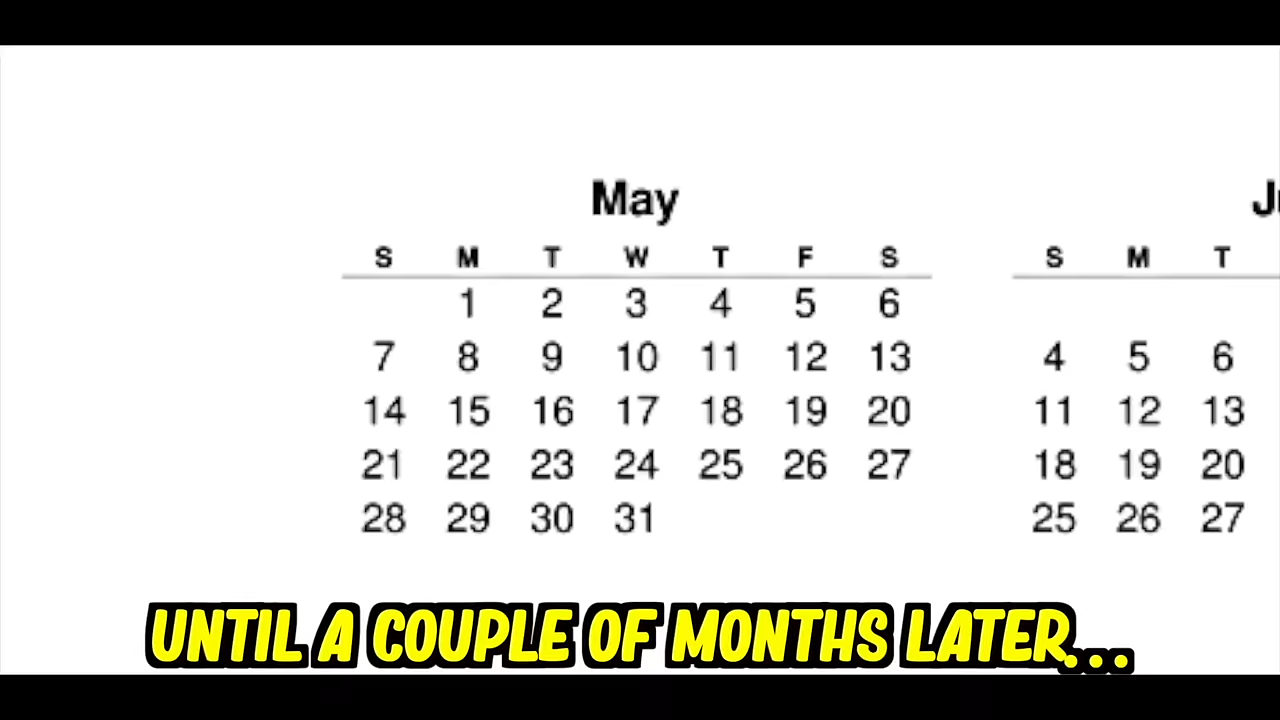 May
S M T W T F S
1 2 3 4 5 6
7 8 9 10 11 12 13
14 15 16 17 18 19 20
21 22 23 24 25 26 27
28 29 30 31
S M T
4 5 6
11 12 13
18 19 20
25 26 27
UNTIL A COUPLE OF MONTHS LATER...